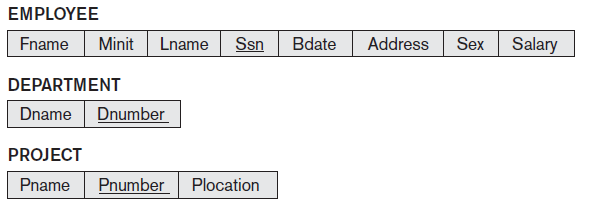 EMPLOYEE
Fname Minit Lname Ssn Bdate Address Sex Salary
DEPARTMENT
Dname Dnumber
PROJECT
Pname Pnumber Plocation